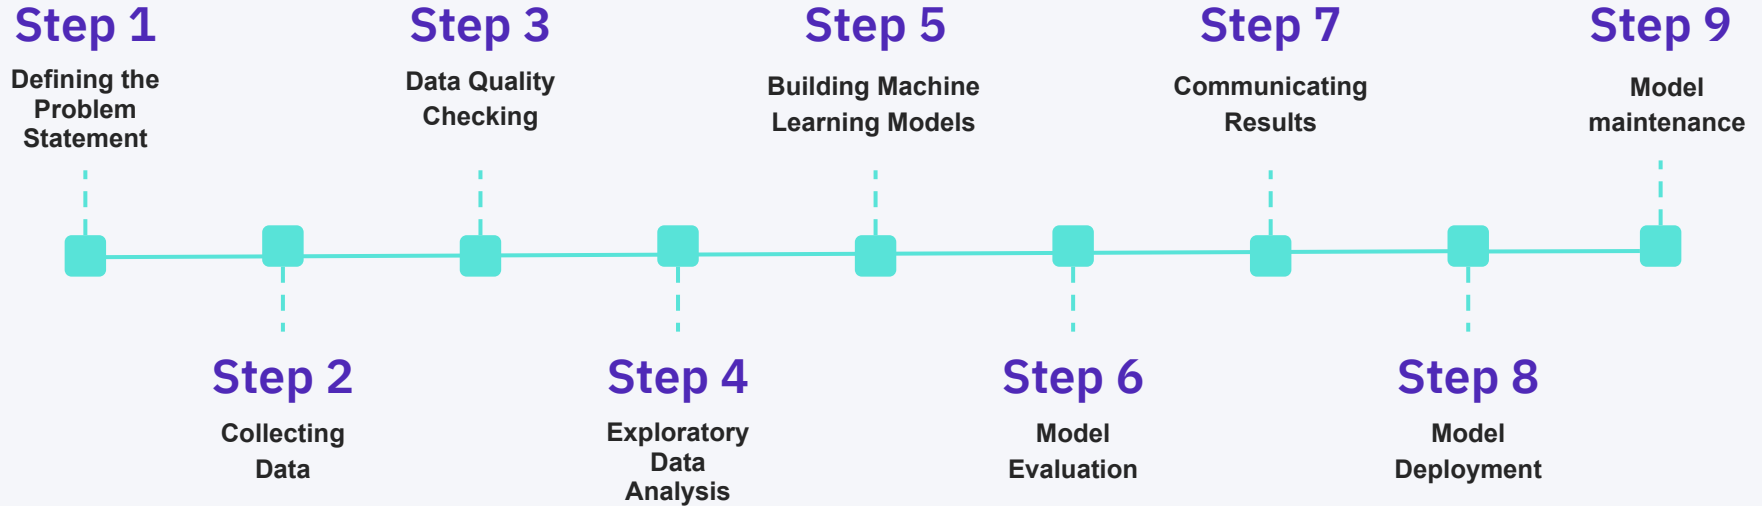 Step 1
Defining the
Problem
Statement
Step 2
Collecting
Data
Step 3
Data Quality
Checking
Step 4
Exploratory
Data
Analysis
Step 5
Building Machine
Learning Models
Step 6
Model
Evaluation
Step 7
Communicating
Results
Step 8
Model
Deployment
Step 9
Model
maintenance